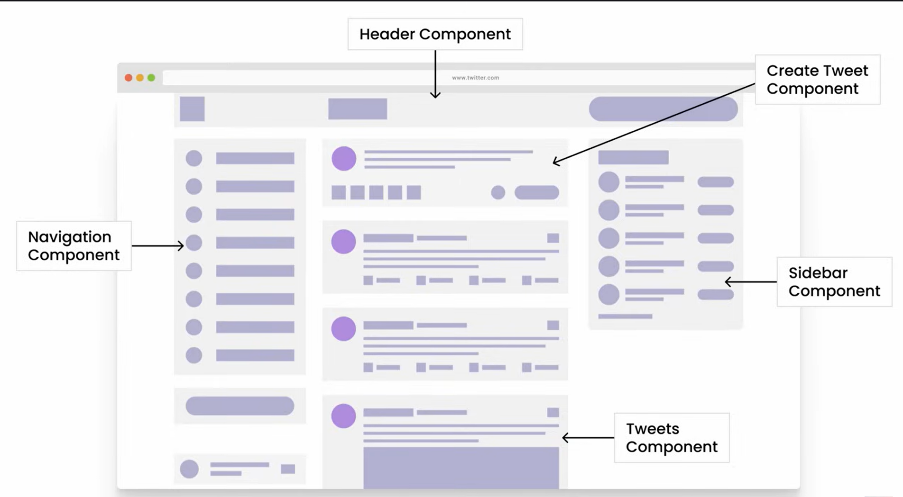 Header Component
www.twitter.com
Create Tweet
Component
Navigation
Component
Sidebar
Component
Tweets
Component